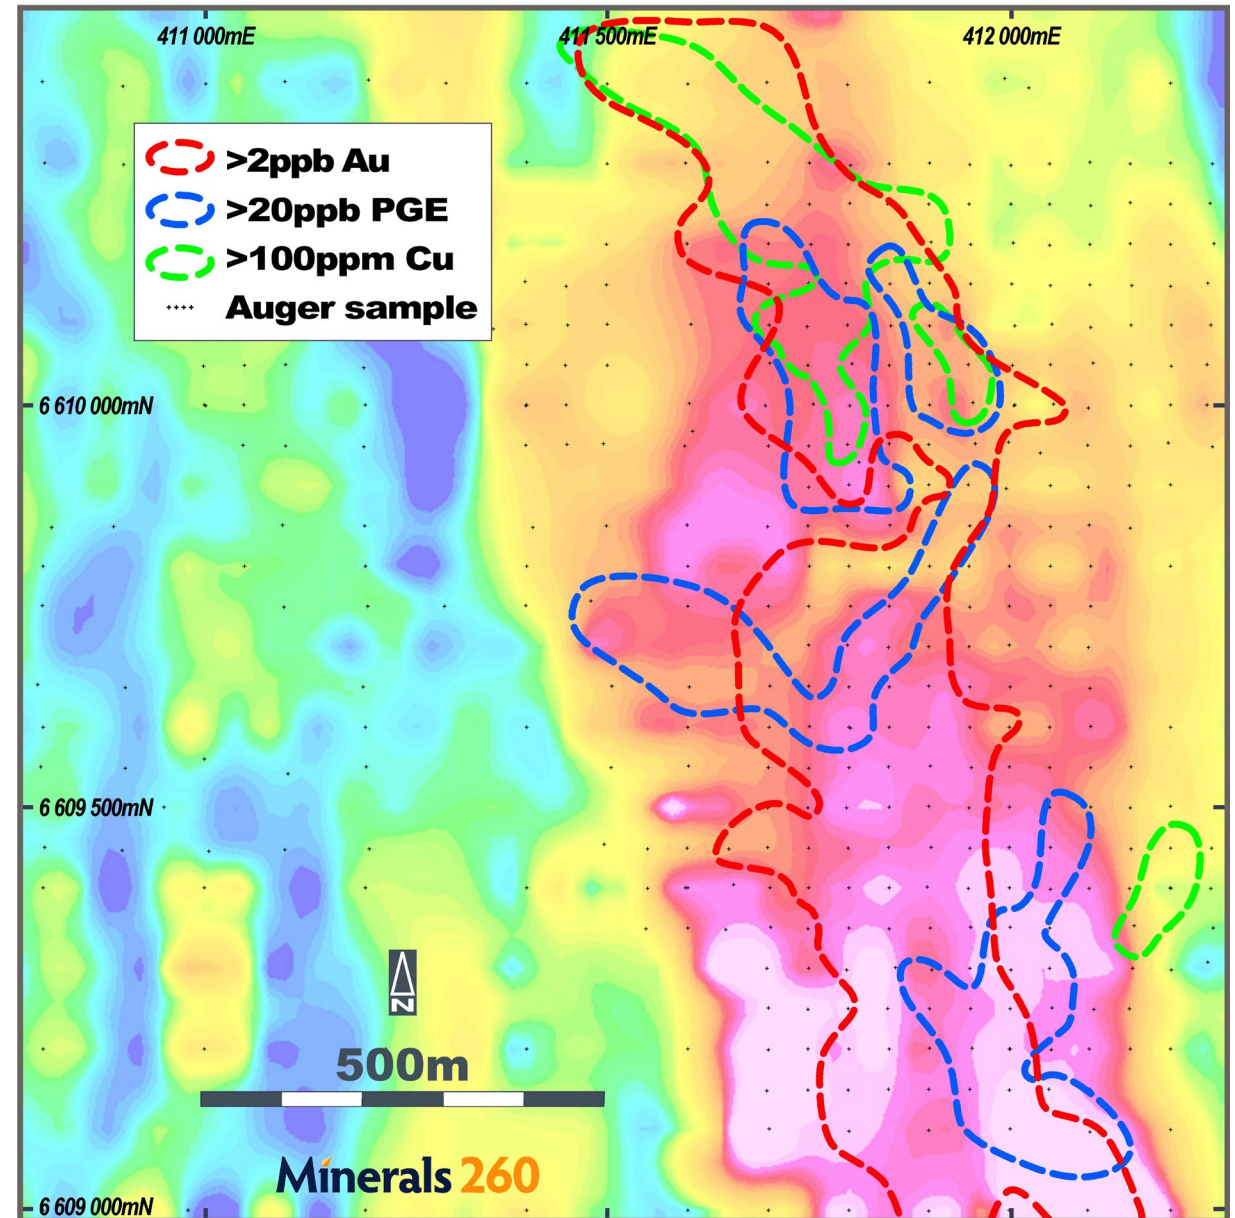 411 000mE
411 500mE
412 000mE
>2ppb Au
>20ppb PGE
>100ppm Cu
Auger sample
6 610 000mN
6 609 500mN
N
500m
Minerals 260
6 609 000mN